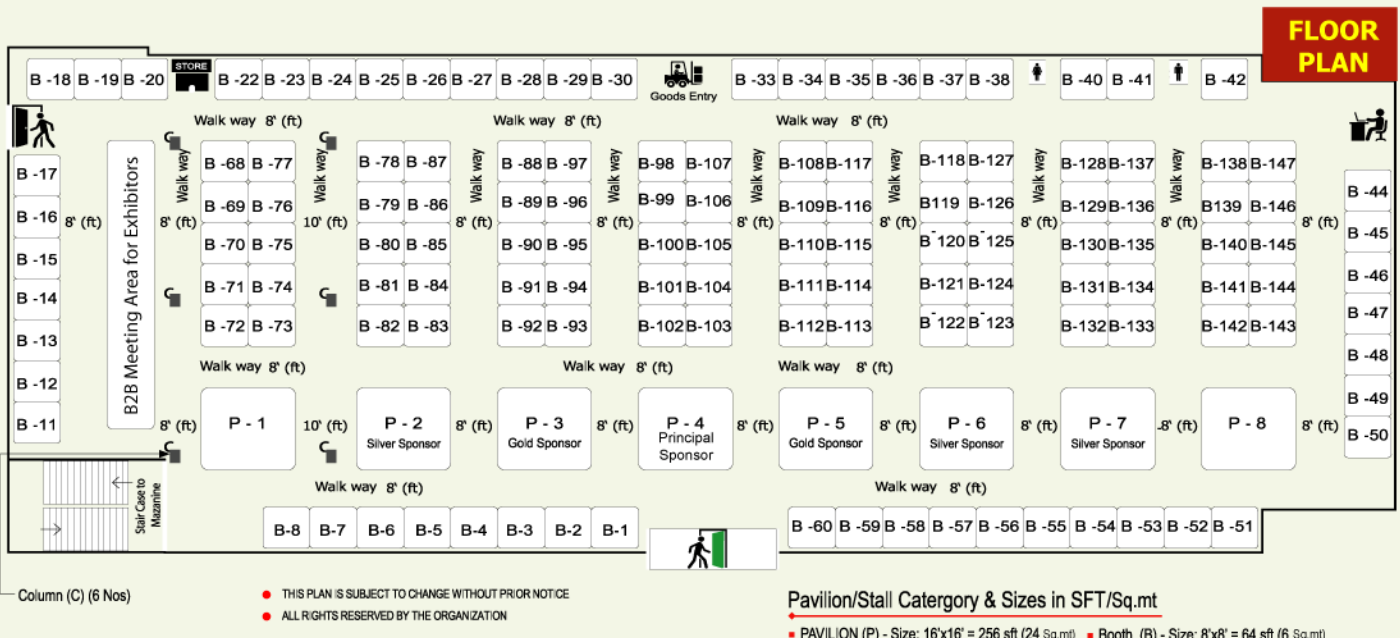 FLOOR
PLAN
B -18 B -19 B -20 STORE B -22 B -23 B -24 B -25 B -26 B -27 B -28 B -29 B -30 Goods Entry B -33 B -34 B -35 B -36 B -37 B -38 B -40 B -41 B -42
Walk way 8' (ft) Walk way 8' (ft) Walk way 8' (ft)
C C
Walk way Walk way Walk way Walk way Walk way Walk way Walk way Walk way
B -17 B -68 B -77 B -78 B -87 B -88 B -97 B-98 B-107 B-108 B-117 B-118 B-127 B-128 B-137 B-138 B-147
B -16 B -69 B -76 B -79 B -86 B -89 B -96 B-99 B-106 B-109 B-116 B119 B-126 B-129 B-136 B139 B-146 B -44
8' (ft) 8' (ft) 10' (ft) 8' (ft) 8' (ft) 8' (ft) 8' (ft) 8' (ft) 8' (ft) 8' (ft)
B2B Meeting Area for Exhibitors
B -15 B -70 B -75 B -80 B -85 B -90 B -95 B-100 B-105 B-110 B-115 B-120 B-125 B-130 B-135 B-140 B-145 B -45
B -14 C B -71 B -74 C B -81 B -84 B -91 B -94 B-101 B-104 B-111 B-114 B-121 B-124 B-131 B-134 B-141 B-144 B -46
B -13 B -72 B -73 B -82 B -83 B -92 B -93 B-102 B-103 B-112 B-113 B-122 B-123 B-132 B-133 B-142 B-143 B -47
B -48
Walk way 8' (ft) Walk way 8' (ft) Walk way 8' (ft)
B -12 B -49
B -11 8' (ft) P - 1 10' (ft) P - 2 8' (ft) P - 3 8' (ft) P - 4 8' (ft) P - 5 8' (ft) P - 6 8' (ft) P - 7 8' (ft) P - 8 8' (ft) B -50
Silver Sponsor Gold Sponsor Principal Gold Sponsor Silver Sponsor Silver Sponsor
Sponsor
C C
Walk way 8' (ft) Walk way 8' (ft)
Stair Case to
Mazanine
B-8 B-7 B-6 B-5 B-4 B-3 B-2 B-1 B -60 B -59 B -58 B -57 B -56 B -55 B -54 B -53 B -52 B -51
Column (C) (6 Nos)
THIS PLAN IS SUBJECT TO CHANGE WITHOUT PRIOR NOTICE
ALL RIGHTS RESERVED BY THE ORGANIZATION
Pavilion/Stall Catergory & Sizes in SFT/Sq.mt
PAVILION (P) - Size: 16'x16' = 256 sft (24 Sq.mt) Booth (B) - Size: 8'x8' = 64 sft (6 Sq.mt)